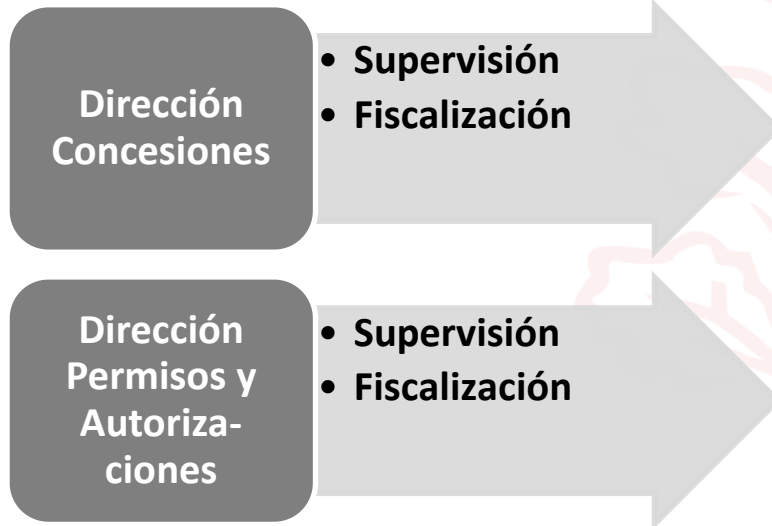 Dirección
Concesiones
• Supervisión
• Fiscalización
Dirección
Permisos y
Autoriza-
ciones
• Supervisión
• Fiscalización